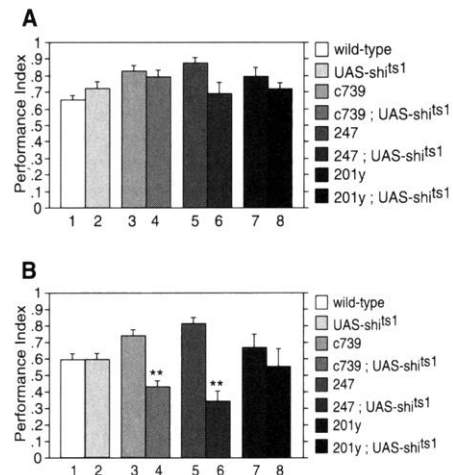 A
Performance Index
1
.9
.8
.7
.6
.5
.4
.3
.2
.1
0
1 2 3 4 5 6 7 8
wild-type
UAS-shits1
c739
c739 ; UAS-shits1
247
247 ; UAS-shits1
201y
201y ; UAS-shits1
B
Performance Index
1
.9
.8
.7
.6
.5
.4
.3
.2
.1
0
** **
1 2 3 4 5 6 7 8
wild-type
UAS-shits1
c739
c739 ; UAS-shits1
247
247 ; UAS-shits1
201y
201y ; UAS-shits1